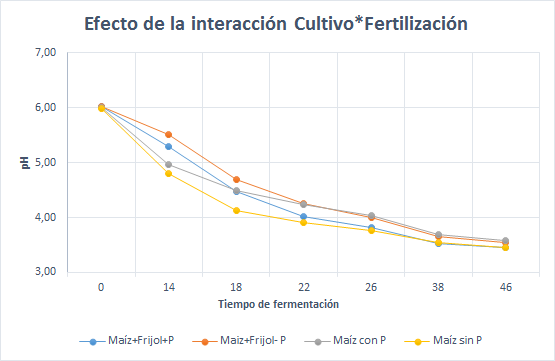 Efecto de la interacción Cultivo*Fertilización
7,00
6,00
5,00
4,00
3,00
pH
0 14 18 22 26 38 46
Tiempo de fermentación
Maíz+Frijol+P Maiz+Frijol- P Maíz con P Maíz sin P